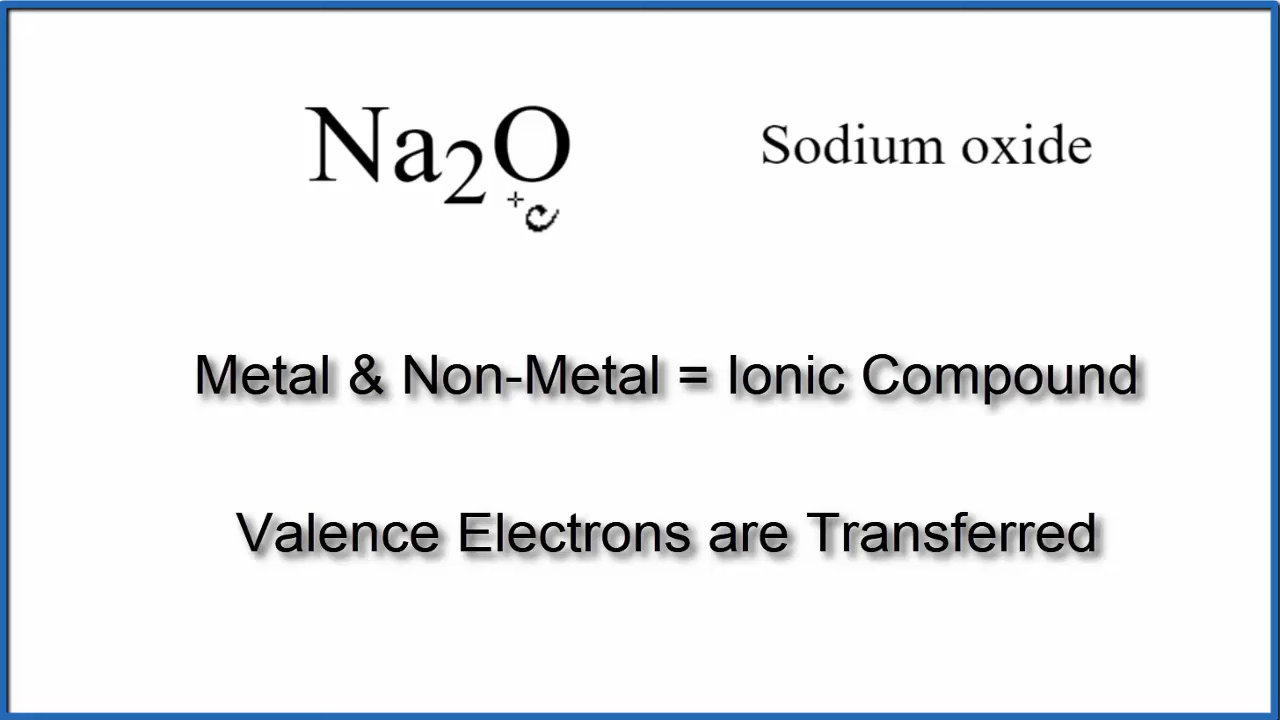 Na₂O
Sodium oxide
Metal & Non-Metal = Ionic Compound
Valence Electrons are Transferred